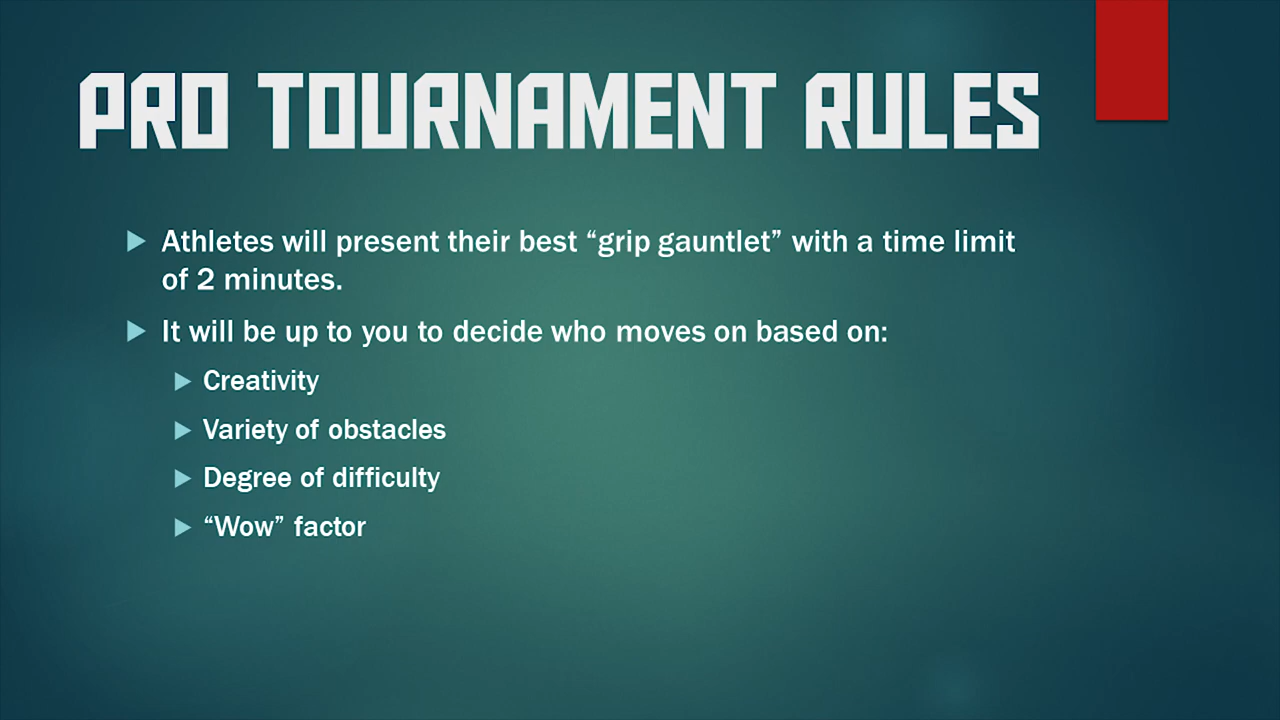 PRO TOURNAMENT RULES
Athletes will present their best “grip gauntlet” with a time limit
of 2 minutes.
It will be up to you to decide who moves on based on:
Creativity
Variety of obstacles
Degree of difficulty
“Wow” factor